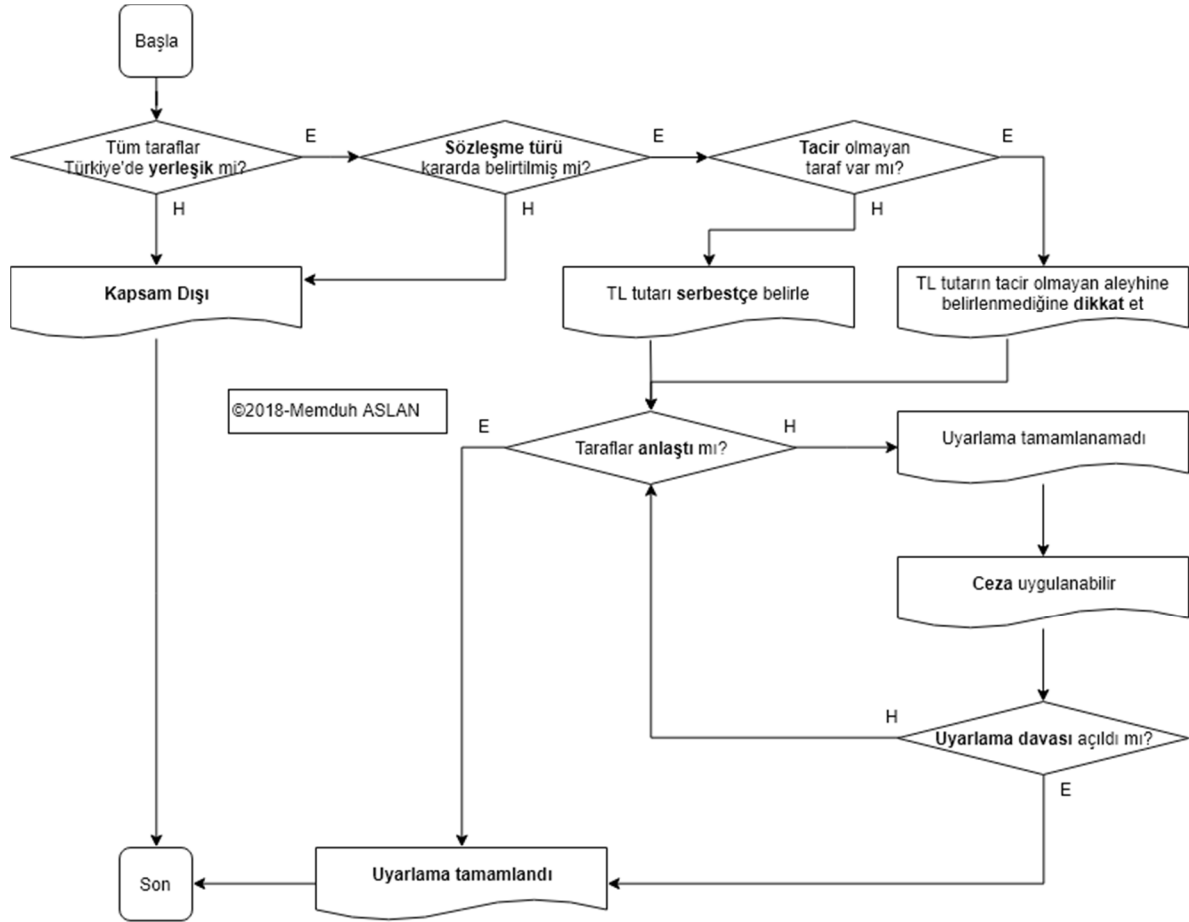 Başla
Tüm taraflar
Türkiye'de yerleşik mi?
E
Sözleşme türü
kararda belirtilmiş mi?
E
Tacir olmayan
taraf var mı?
E
H
H
H
Kapsam Dışı
TL tutarı serbestçe belirle
TL tutarın tacir olmayan aleyhine
belirlenmediğine dikkat et
©2018-Memduh ASLAN
E
Taraflar anlaştı mı?
H
Uyarlama tamamlanamadı
Ceza uygulanabilir
H
Uyarlama davası açıldı mı?
E
Son
Uyarlama tamamlandı